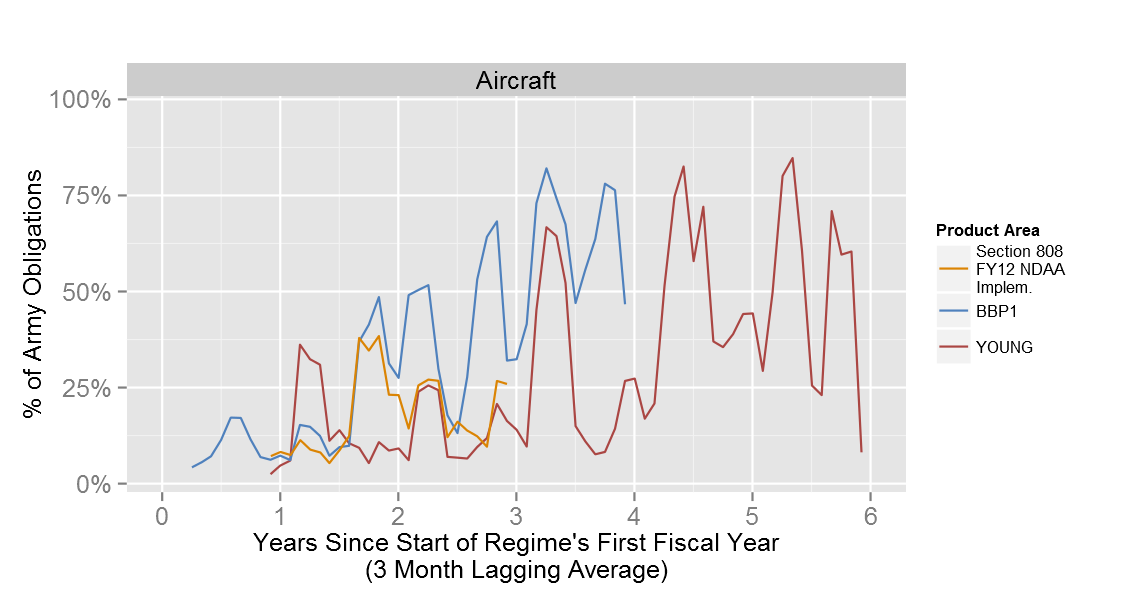 Aircraft
100%
75%
50%
25%
0%
% of Army Obligations
0 1 2 3 4 5 6
Years Since Start of Regime's First Fiscal Year
(3 Month Lagging Average)
Product Area
Section 808
FY12 NDAA
Implem.
BBP1
YOUNG